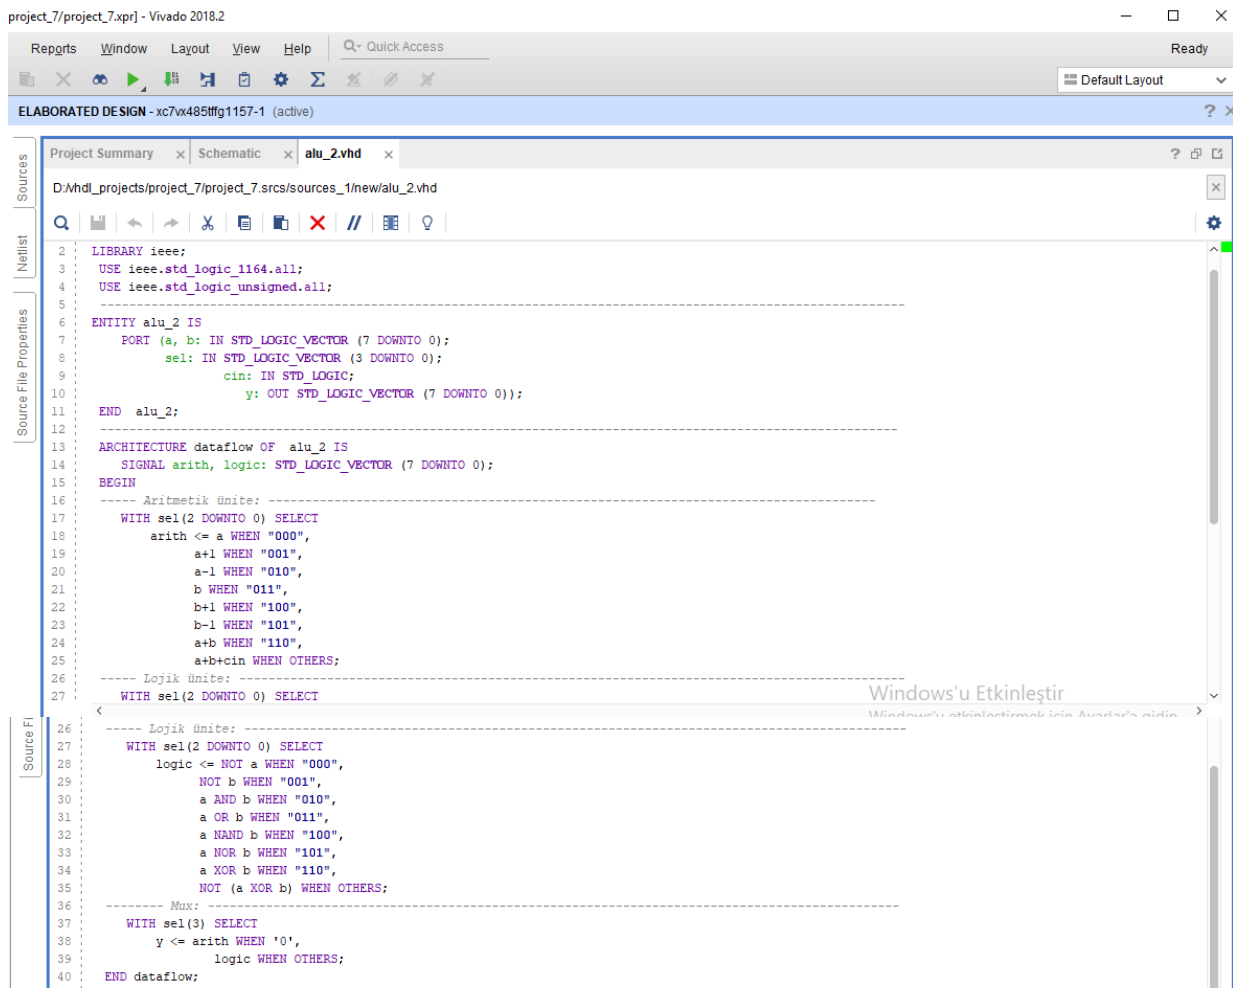 project_7/project_7.xpr] - Vivado 2018.2
Reports Window Layout View Help Quick Access Ready
Default Layout
ELABORATED DESIGN - xc7vx485tffg1157-1 (active)
Sources
Netlist
Source File Properties
Project Summary Schematic alu_2.vhd
D:/vhdl_projects/project_7/project_7.srcs/sources_1/new/alu_2.vhd
2 LIBRARY ieee;
3 USE ieee.std_logic_1164.all;
4 USE ieee.std_logic_unsigned.all;
5 --------------------------------------------------------------------------------------------------------------
6 ENTITY alu_2 IS
7 PORT (a, b: IN STD_LOGIC_VECTOR (7 DOWNTO 0);
8 sel: IN STD_LOGIC_VECTOR (3 DOWNTO 0);
9 cin: IN STD_LOGIC;
10 y: OUT STD_LOGIC_VECTOR (7 DOWNTO 0));
11 END alu_2;
12 -------------------------------------------------------------------------------------------------------------
13 ARCHITECTURE dataflow OF alu_2 IS
14 SIGNAL arith, logic: STD_LOGIC_VECTOR (7 DOWNTO 0);
15 BEGIN
16 ----- Aritmetik ünite: -----------------------------------------------------------------------------------
17 WITH sel(2 DOWNTO 0) SELECT
18 arith <= a WHEN "000",
19 a+1 WHEN "001",
20 a-1 WHEN "010",
21 b WHEN "011",
22 b+1 WHEN "100",
23 b-1 WHEN "101",
24 a+b WHEN "110",
25 a+b+cin WHEN OTHERS;
26 ----- Lojik ünite: -------------------------------------------------------------------------------------------
27 WITH sel(2 DOWNTO 0) SELECT
Windows'u Etkinleştir
Windows'u etkinleştirmek için Ayarlar'a gidin
Source Fi
26 ----- Lojik ünite: ------------------------------------------------------------------------------------------
27 WITH sel(2 DOWNTO 0) SELECT
28 logic <= NOT a WHEN "000",
29 NOT b WHEN "001",
30 a AND b WHEN "010",
31 a OR b WHEN "011",
32 a NAND b WHEN "100",
33 a NOR b WHEN "101",
34 a XOR b WHEN "110",
35 NOT (a XOR b) WHEN OTHERS;
36 -------- Mux: -----------------------------------------------------------------------------------------------
37 WITH sel(3) SELECT
38 y <= arith WHEN '0',
39 logic WHEN OTHERS;
40 END dataflow;